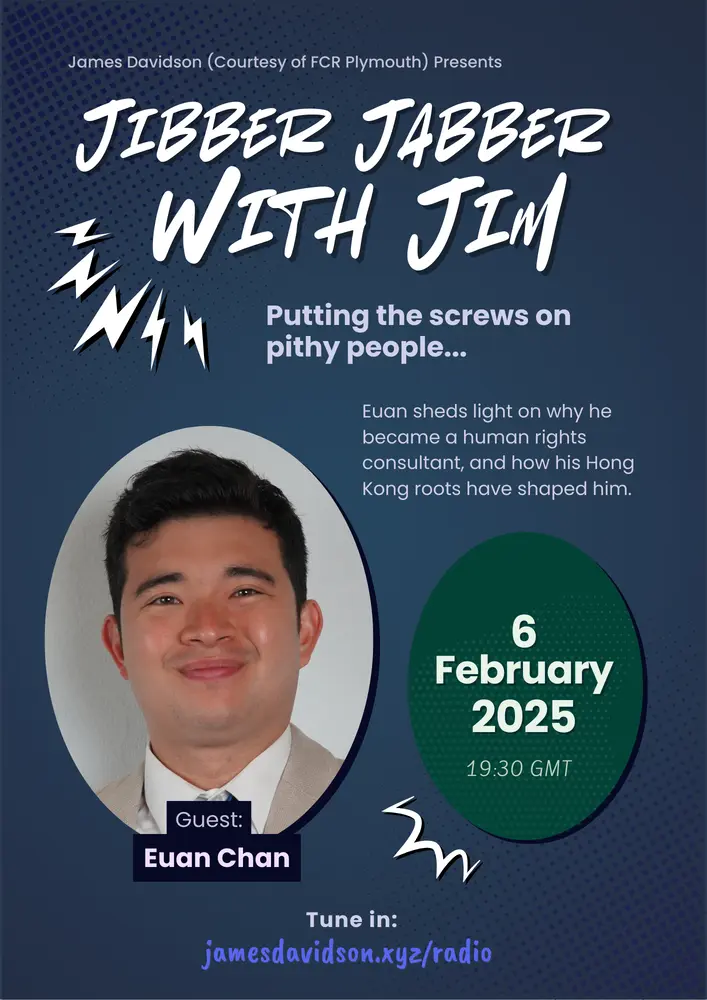 James Davidson (Courtesy of FCR Plymouth) Presents
JIBBER JABBER
WITH JIM
Putting the screws on
pithy people...
Euan sheds light on why he
became a human rights
consultant, and how his Hong
Kong roots have shaped him.
6
February
2025
19:30 GMT
Guest:
Euan Chan
Tune in:
jamesdavidson.xyz/radio